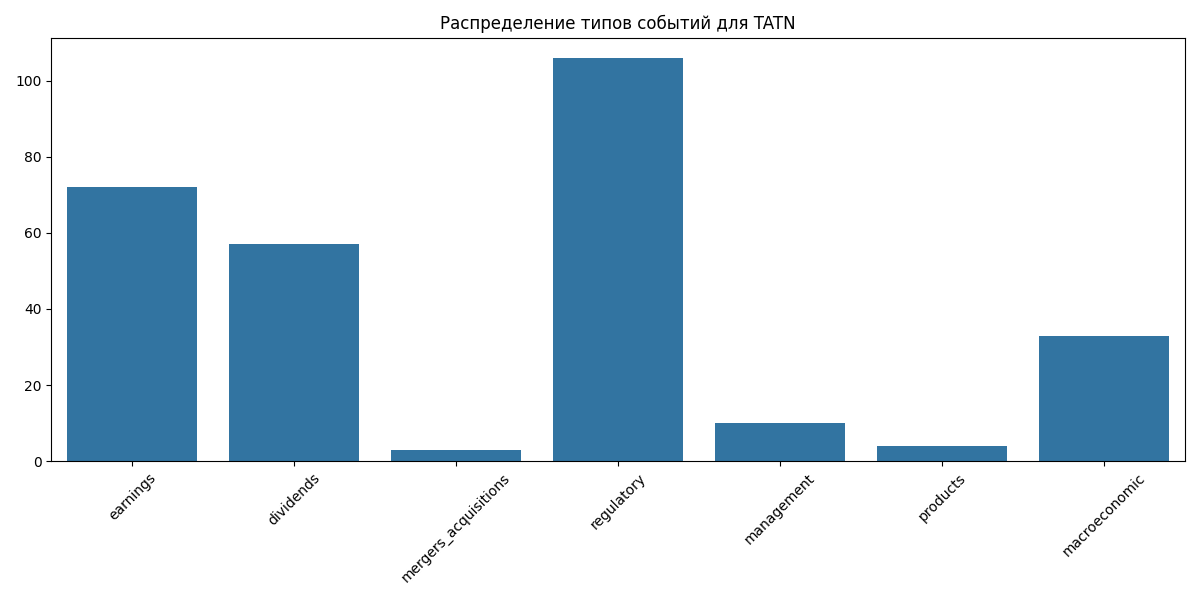 Распределение типов событий для TATN
100
80
60
40
20
0
earnings
dividends
mergers_acquisitions
regulatory
management
products
macroeconomic